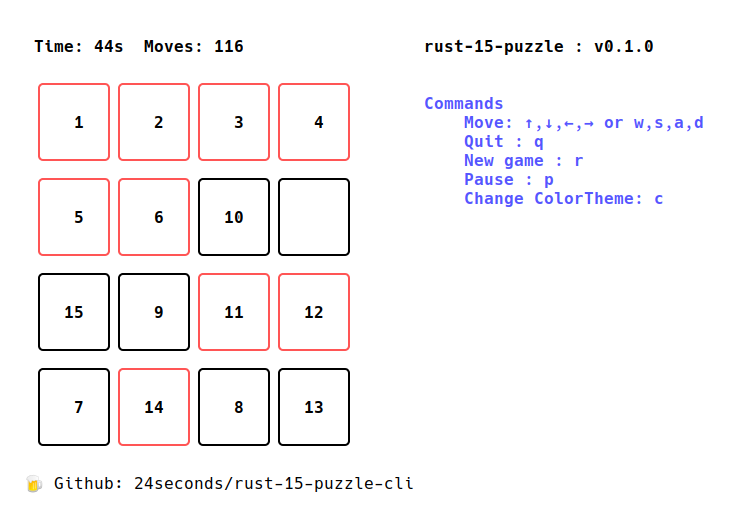 Time: 44s  Moves: 116
rust-15-puzzle : v0.1.0
1 2 3 4
5 6 10
15 9 11 12
7 14 8 13
Commands
Move: ↑,↓,←,→ or w,s,a,d
Quit : q
New game : r
Pause : p
Change ColorTheme: c
🍺 Github: 24seconds/rust-15-puzzle-cli